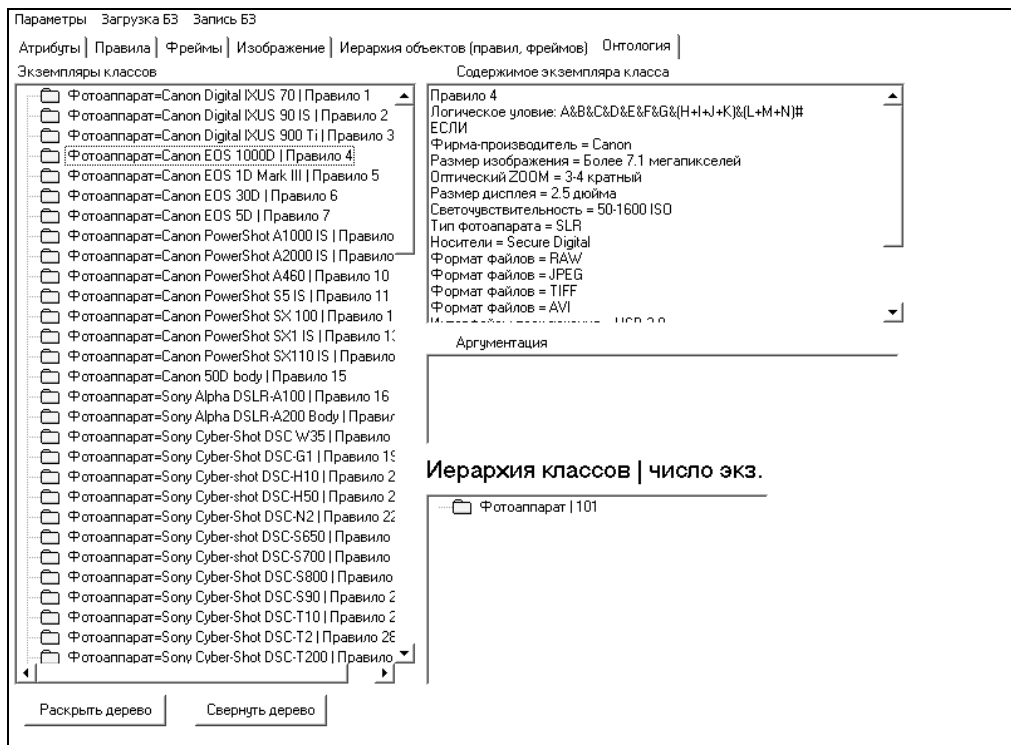 Параметры Загрузка БЗ Запись БЗ
Атрибуты Правила Фреймы Изображение Иерархия объектов (правил, фреймов) Онтология
Экземпляры классов
Фотоаппарат=Canon Digital IXUS 70 | Правило 1
Фотоаппарат=Canon Digital IXUS 90 IS | Правило 2
Фотоаппарат=Canon Digital IXUS 900 Ti | Правило 3
Фотоаппарат=Canon EOS 1000D | Правило 4
Фотоаппарат=Canon EOS 1D Mark III | Правило 5
Фотоаппарат=Canon EOS 30D | Правило 6
Фотоаппарат=Canon EOS 5D | Правило 7
Фотоаппарат=Canon PowerShot A1000 IS | Правило
Фотоаппарат=Canon PowerShot A2000 IS | Правило
Фотоаппарат=Canon PowerShot A460 | Правило 10
Фотоаппарат=Canon PowerShot S5 IS | Правило 11
Фотоаппарат=Canon PowerShot SX 100 | Правило 1
Фотоаппарат=Canon PowerShot SX1 IS | Правило 1
Фотоаппарат=Canon PowerShot SX110 IS | Правило
Фотоаппарат=Canon 50D body | Правило 15
Фотоаппарат=Sony Alpha DSLR-A100 | Правило 16
Фотоаппарат=Sony Alpha DSLR-A200 Body | Правил
Фотоаппарат=Sony Cyber-Shot DSC W35 | Правило
Фотоаппарат=Sony Cyber-Shot DSC-G1 | Правило 19
Фотоаппарат=Sony Cyber-shot DSC-H10 | Правило 2
Фотоаппарат=Sony Cyber-shot DSC-H50 | Правило 2
Фотоаппарат=Sony Cyber-Shot DSC-N2 | Правило 22
Фотоаппарат=Sony Cyber-shot DSC-S650 | Правило
Фотоаппарат=Sony Cyber-shot DSC-S700 | Правило
Фотоаппарат=Sony Cyber-Shot DSC-S800 | Правило
Фотоаппарат=Sony Cyber-Shot DSC-S90 | Правило 2
Фотоаппарат=Sony Cyber-Shot DSC-T10 | Правило 2
Фотоаппарат=Sony Cyber-Shot DSC-T2 | Правило 28
Фотоаппарат=Sony Cyber-Shot DSC-T200 | Правило
Раскрыть дерево Свернуть дерево
Содержимое экземпляра класса
Правило 4
Логическое уловие: A&B&C&D&E&F&G&(H+I+J+K)&(L+M+N)#
ЕСЛИ
Фирма-производитель = Canon
Размер изображения = Более 7.1 мегапикселей
Оптический ZOOM = 3-4 кратный
Размер дисплея = 2.5 дюйма
Светочувствительность = 50-1600 ISO
Тип фотоапарата = SLR
Носители = Secure Digital
Формат файлов = RAW
Формат файлов = JPEG
Формат файлов = TIFF
Формат файлов = AVI
Аргументация
Иерархия классов | число экз.
Фотоаппарат | 101